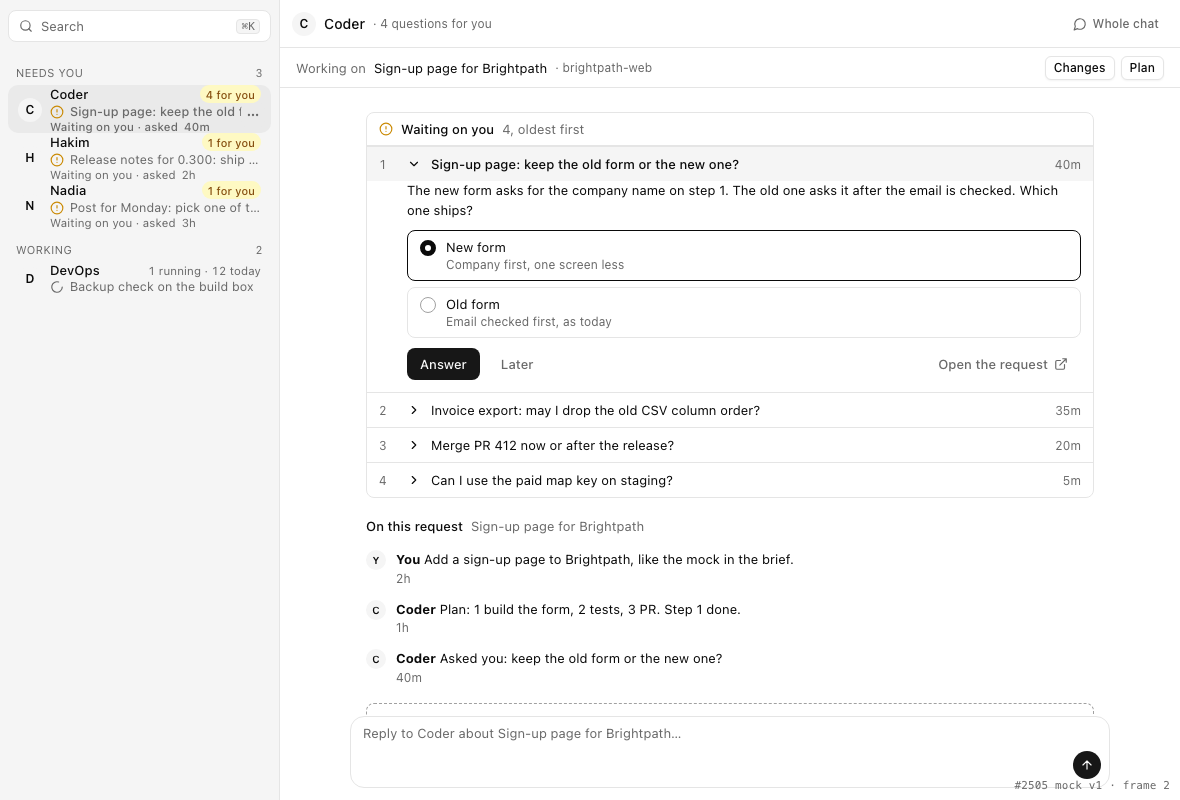 Search ⌘K
NEEDS YOU 3
C Coder 4 for you
Sign-up page: keep the old f ...
Waiting on you · asked 40m
H Hakim 1 for you
Release notes for 0.300: ship ...
Waiting on you · asked 2h
N Nadia 1 for you
Post for Monday: pick one of t...
Waiting on you · asked 3h
WORKING 2
D DevOps 1 running · 12 today
Backup check on the build box
C Coder · 4 questions for you Whole chat
Working on Sign-up page for Brightpath · brightpath-web Changes Plan
Waiting on you 4, oldest first
1 Sign-up page: keep the old form or the new one? 40m
The new form asks for the company name on step 1. The old one asks it after the email is checked. Which
one ships?
New form
Company first, one screen less
Old form
Email checked first, as today
Answer Later Open the request
2 Invoice export: may I drop the old CSV column order? 35m
3 Merge PR 412 now or after the release? 20m
4 Can I use the paid map key on staging? 5m
On this request Sign-up page for Brightpath
Y You Add a sign-up page to Brightpath, like the mock in the brief.
2h
C Coder Plan: 1 build the form, 2 tests, 3 PR. Step 1 done.
1h
C Coder Asked you: keep the old form or the new one?
40m
Reply to Coder about Sign-up page for Brightpath…
#2505 mock v1 · frame 2